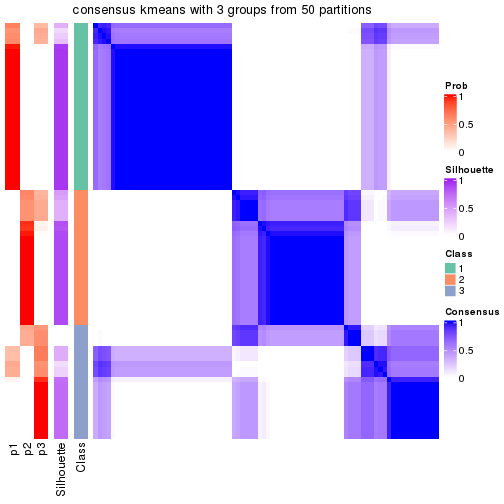 consensus kmeans with 3 groups from 50 partitions
Prob
1
0.5
0
Silhouette
1
0.5
0
Class
1
2
3
Consensus
1
0.5
0
p1
p2
p3
Silhouette
Class